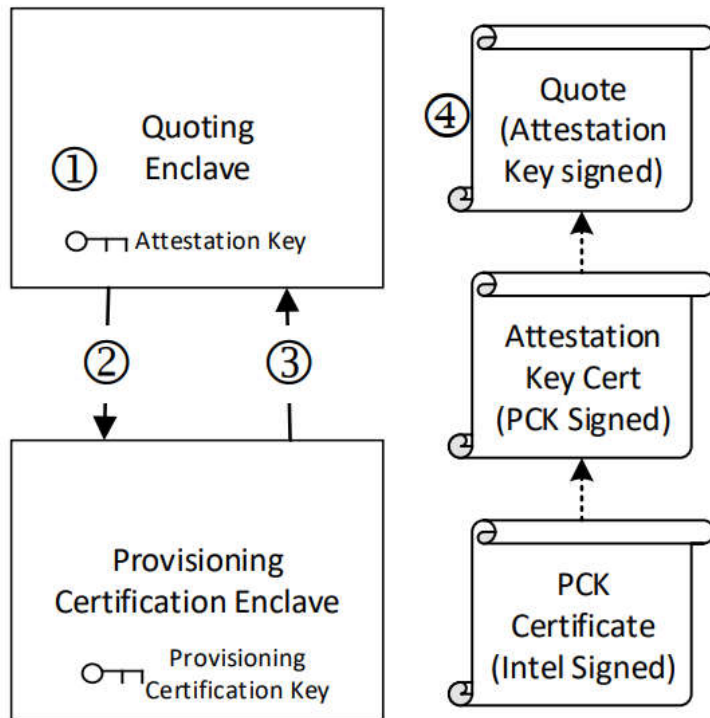 ①
Quoting
Enclave
Attestation Key
②
③
Provisioning
Certification Enclave
Provisioning
Certification Key
④
Quote
(Attestation
Key signed)
Attestation
Key Cert
(PCK Signed)
PCK
Certificate
(Intel Signed)